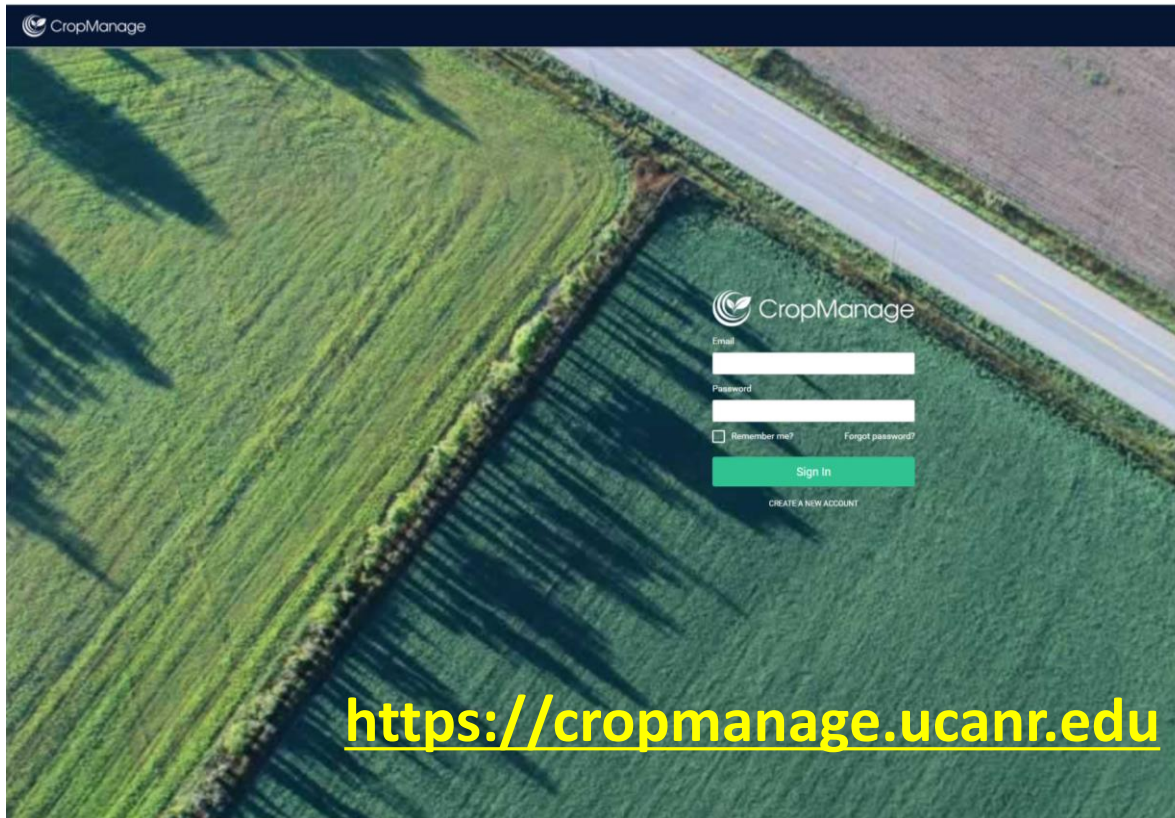 CropManage
CropManage
Email
Password
Remember me? Forgot password?
Sign In
CREATE A NEW ACCOUNT
https://cropmanage.ucanr.edu